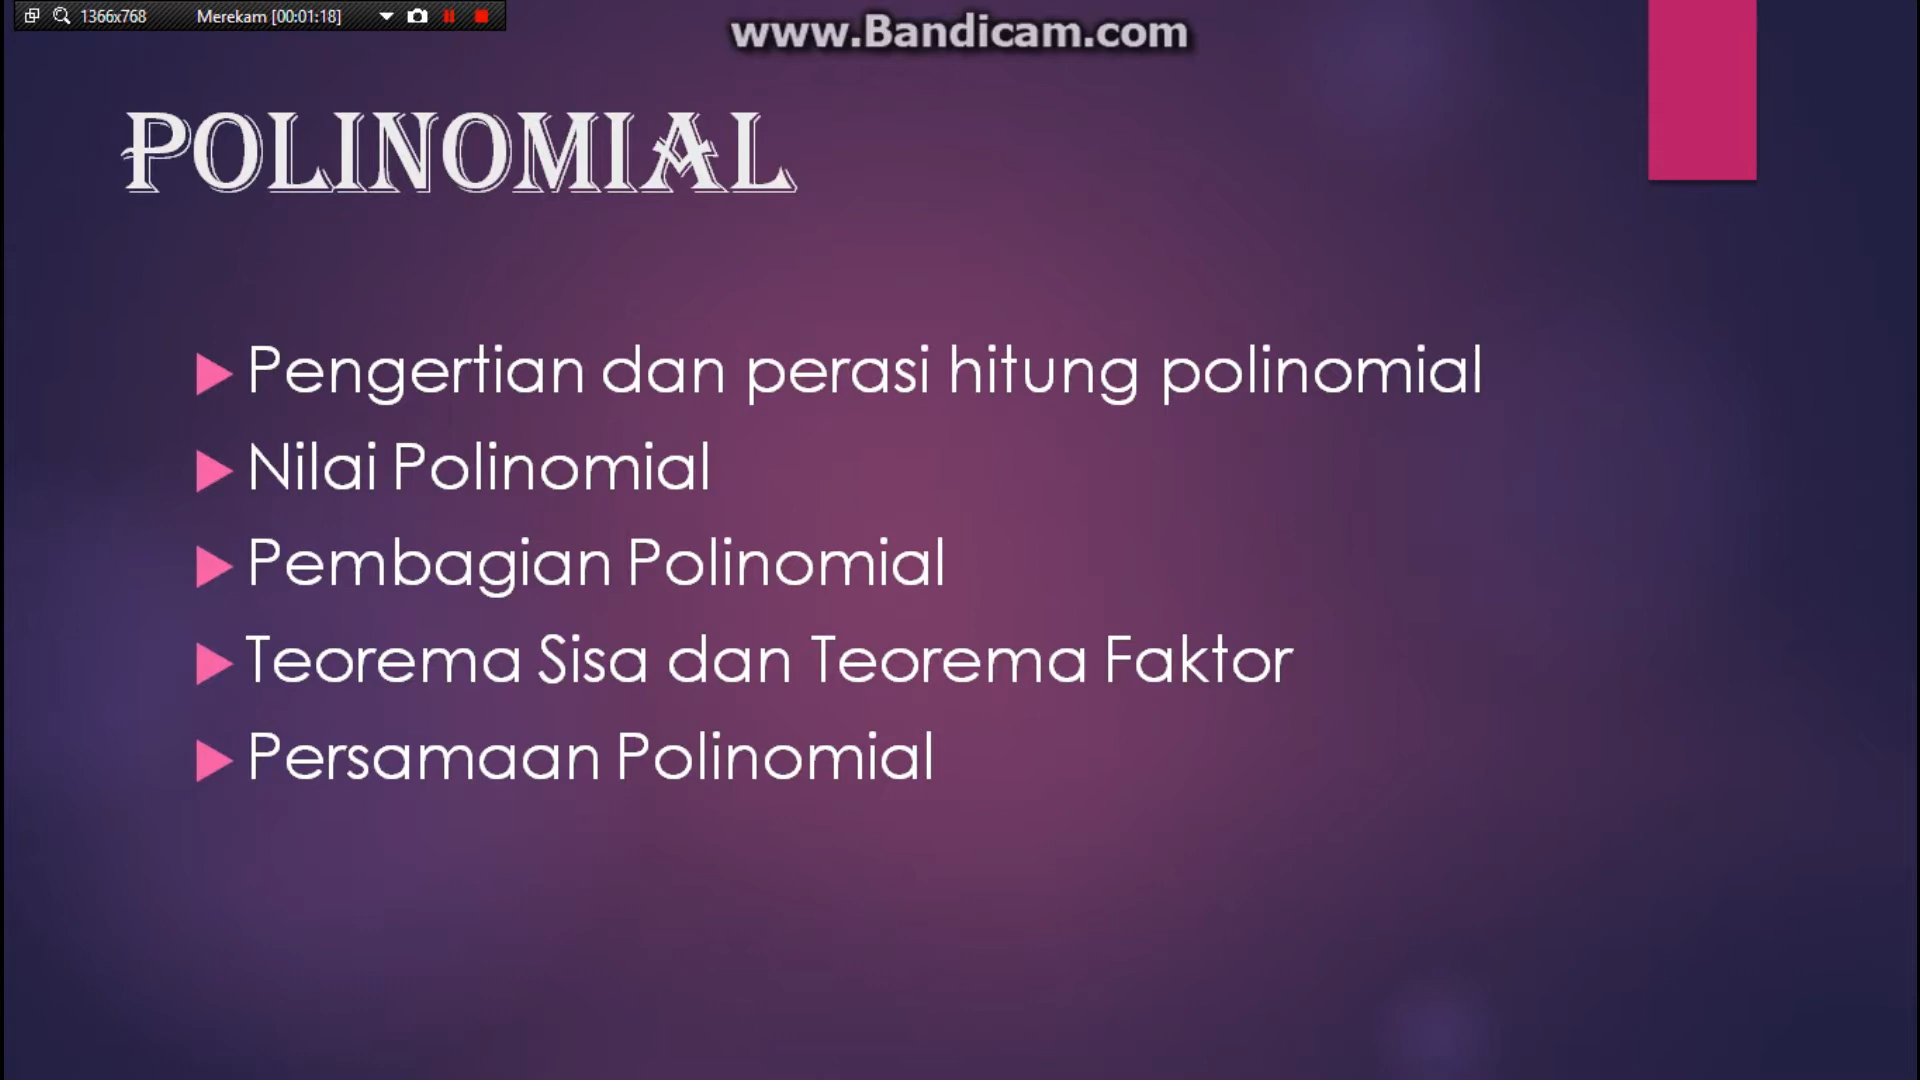 1366x768 Merekam [00:01:18]
www.Bandicam.com
POLINOMIAL
Pengertian dan perasi hitung polinomial
Nilai Polinomial
Pembagian Polinomial
Teorema Sisa dan Teorema Faktor
Persamaan Polinomial